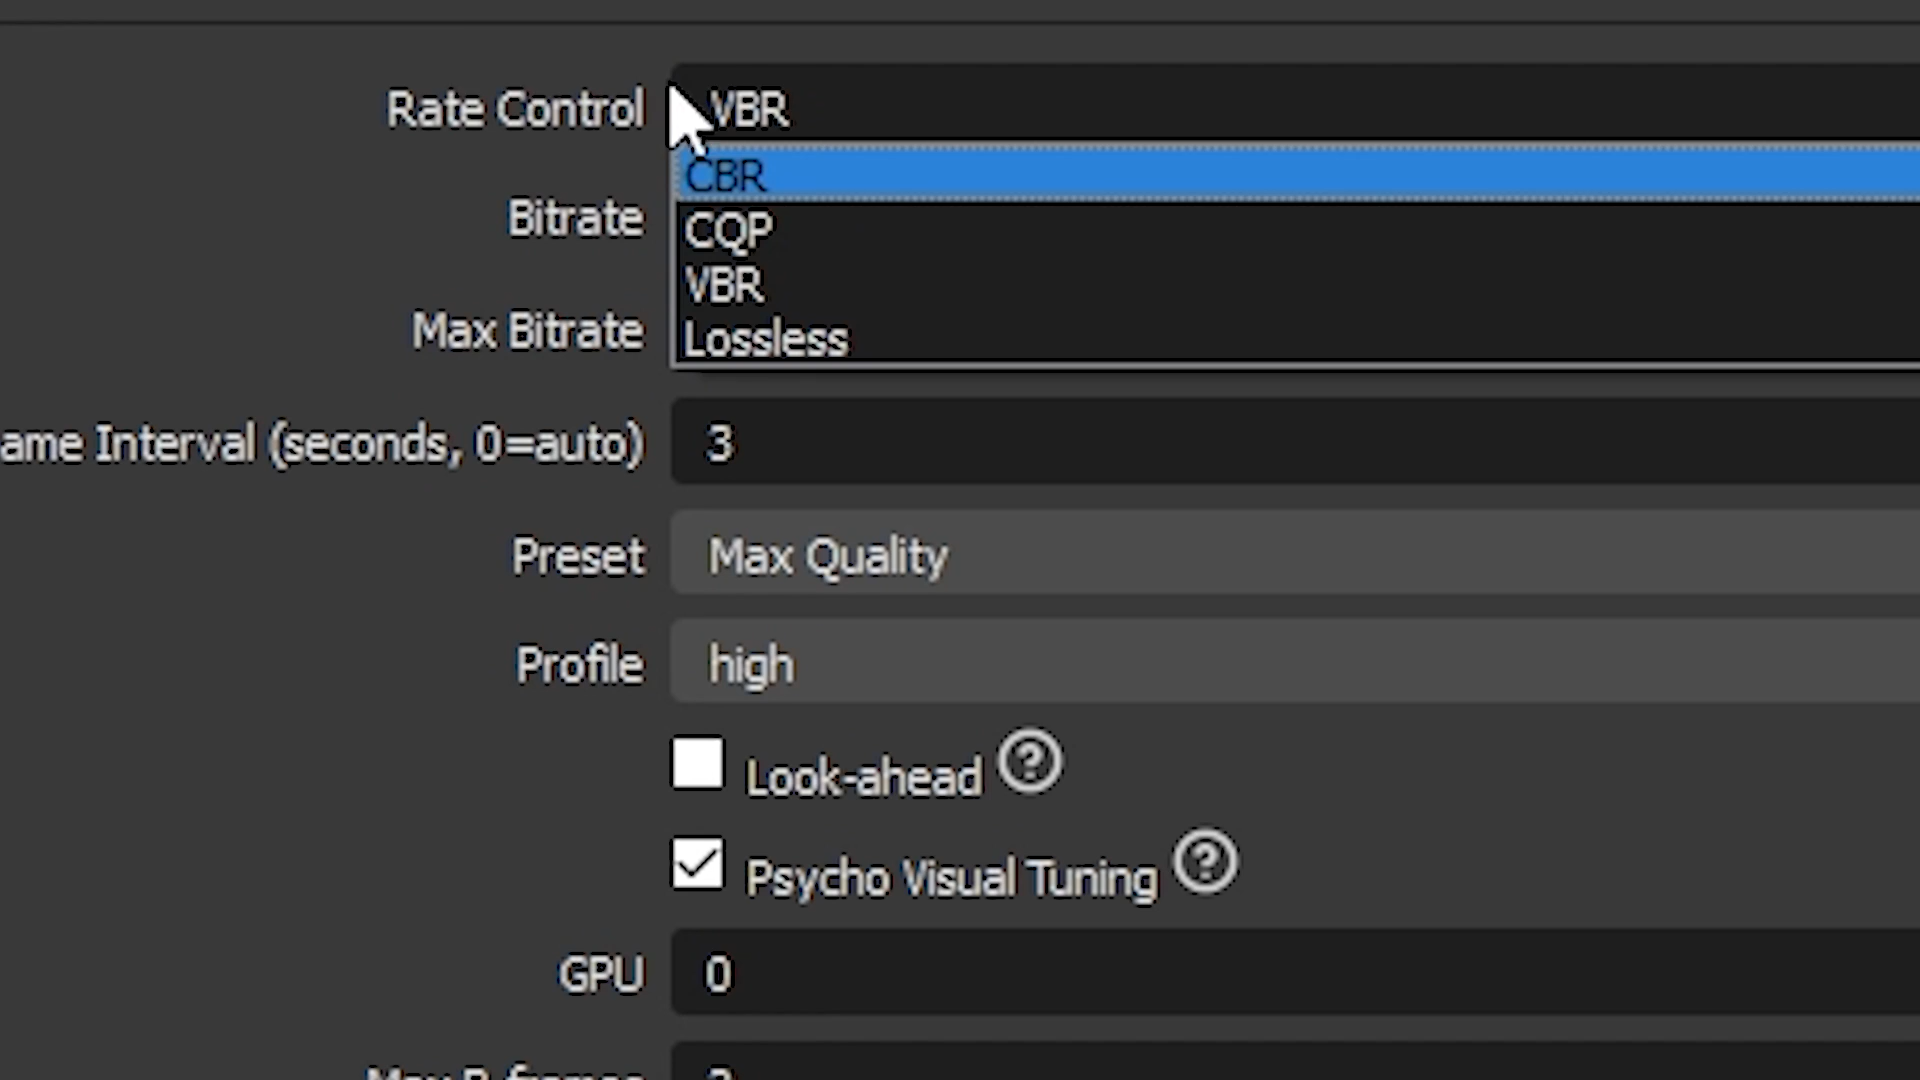 Rate Control VBR
CBR
CQP
Bitrate
VBR
Max Bitrate
Lossless
ame Interval (seconds, 0=auto) 3
Preset Max Quality
Profile high
Look-ahead ?
Psycho Visual Tuning ?
GPU 0